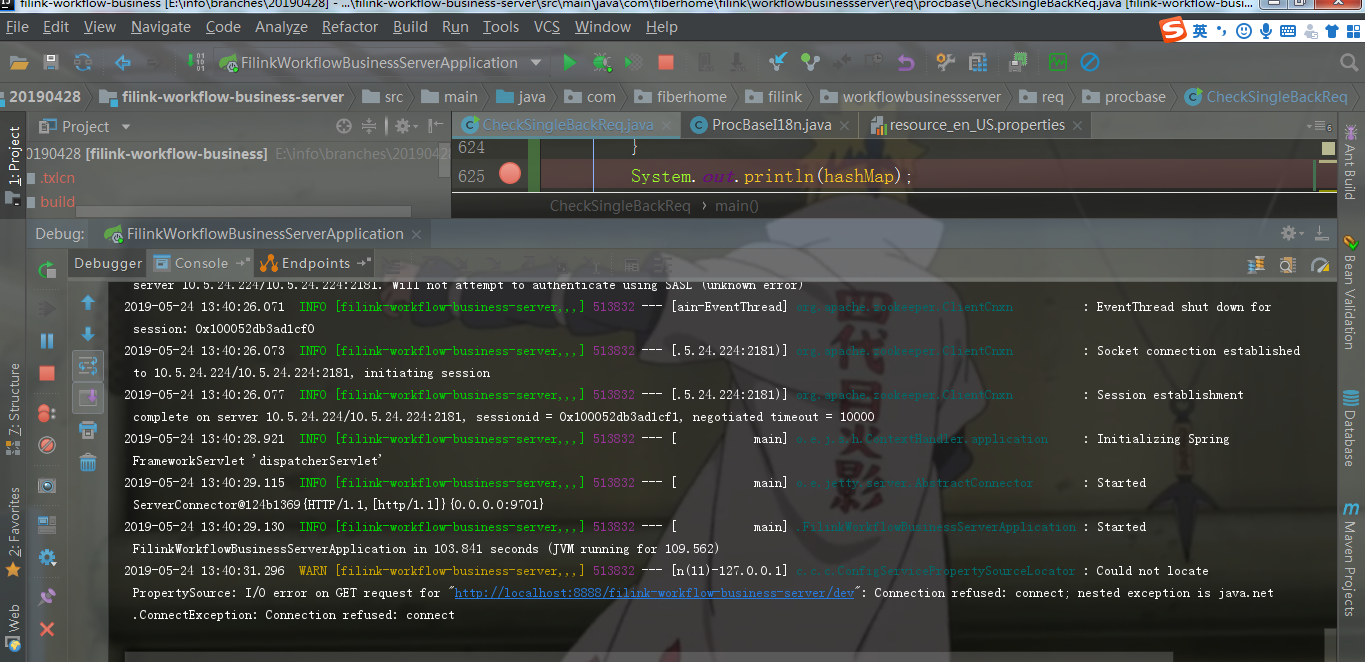 filink-workflow-business [E:\info\branches\20190428] - ...\filink-workflow-business-server\src\main\java\com\fiberhome\filink\workflowbusinessserver\req\procbase\CheckSingleBackReq.java [filink-workflow-busi...
File Edit View Navigate Code Analyze Refactor Build Run Tools VCS Window Help
英
FilinkWorkflowBusinessServerApplication
20190428 filink-workflow-business-server src main java com fiberhome filink workflowbusinessserver req procbase CheckSingleBackReq
1: Project
Project
CheckSingleBackReq.java ProcBaseI18n.java resource_en_US.properties
6
20190428 [filink-workflow-business] E:\info\branches\2019042
.txlcn
build
624 }
625 System.out.println(hashMap);
CheckSingleBackReq › main()
Debug: FilinkWorkflowBusinessServerApplication
Debugger Console Endpoints
server 10.5.24.224/10.5.24.224:2181. Will not attempt to authenticate using SASL (unknown error)
2019-05-24 13:40:26.071 INFO [filink-workflow-business-server,,,] 513832 --- [ain-EventThread] org.apache.zookeeper.ClientCnxn : EventThread shut down for
session: 0x100052db3ad1cf0
2019-05-24 13:40:26.073 INFO [filink-workflow-business-server,,,] 513832 --- [.5.24.224:2181)] org.apache.zookeeper.ClientCnxn : Socket connection established
to 10.5.24.224/10.5.24.224:2181, initiating session
2019-05-24 13:40:26.077 INFO [filink-workflow-business-server,,,] 513832 --- [.5.24.224:2181)] org.apache.zookeeper.ClientCnxn : Session establishment
complete on server 10.5.24.224/10.5.24.224:2181, sessionid = 0x100052db3ad1cf1, negotiated timeout = 10000
2019-05-24 13:40:28.921 INFO [filink-workflow-business-server,,,] 513832 --- [ main] o.e.j.s.h.ContextHandler.application : Initializing Spring
FrameworkServlet 'dispatcherServlet'
2019-05-24 13:40:29.115 INFO [filink-workflow-business-server,,,] 513832 --- [ main] o.e.jetty.server.AbstractConnector : Started
ServerConnector@124b1369{HTTP/1.1,[http/1.1]}{0.0.0.0:9701}
2019-05-24 13:40:29.130 INFO [filink-workflow-business-server,,,] 513832 --- [ main] .FilinkWorkflowBusinessServerApplication : Started
FilinkWorkflowBusinessServerApplication in 103.841 seconds (JVM running for 109.562)
2019-05-24 13:40:31.296 WARN [filink-workflow-business-server,,,] 513832 --- [n(11)-127.0.0.1] c.c.c.ConfigServicePropertySourceLocator : Could not locate
PropertySource: I/O error on GET request for "http://localhost:8888/filink-workflow-business-server/dev": Connection refused: connect; nested exception is java.net
.ConnectException: Connection refused: connect
四代目火影
Z: Structure
2: Favorites
Web
Ant Build
Bean Validation
Database
Maven Projects